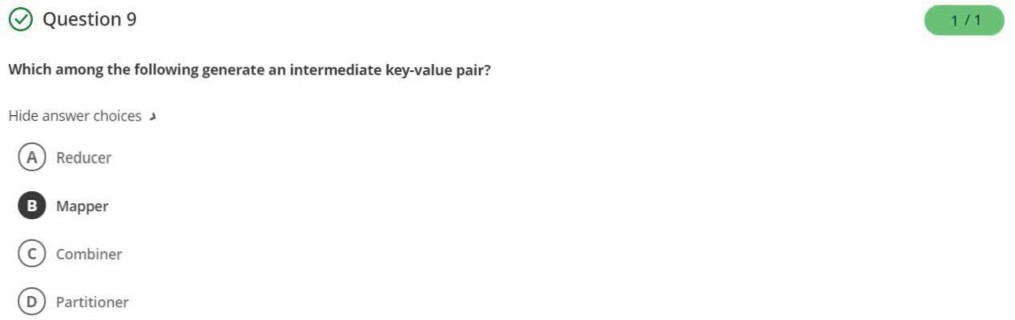 Question 9
1 / 1
Which among the following generate an intermediate key-value pair?
Hide answer choices
A Reducer
B Mapper
C Combiner
D Partitioner